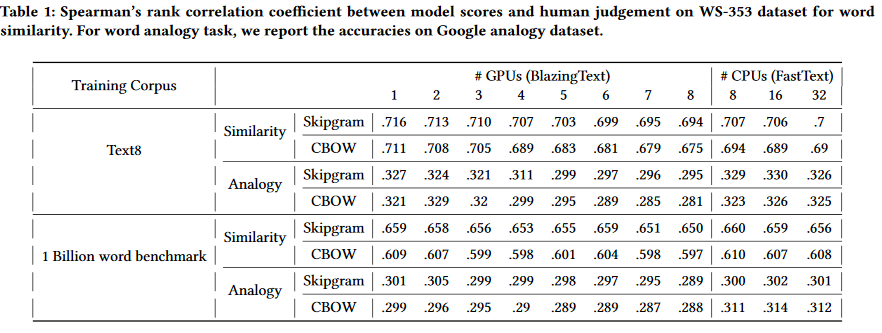 Table 1: Spearman's rank correlation coefficient between model scores and human judgement on WS-353 dataset for word
similarity. For word analogy task, we report the accuracies on Google analogy dataset.
Training Corpus # GPUs (BlazingText) # CPUs (FastText)
1 2 3 4 5 6 7 8 8 16 32
Text8 Similarity Skipgram .716 .713 .710 .707 .703 .699 .695 .694 .707 .706 .7
CBOW .711 .708 .705 .689 .683 .681 .679 .675 .694 .689 .69
Analogy Skipgram .327 .324 .321 .311 .299 .297 .296 .295 .329 .330 .326
CBOW .321 .329 .32 .299 .295 .289 .285 .281 .323 .326 .325
1 Billion word benchmark Similarity Skipgram .659 .658 .656 .653 .655 .659 .651 .650 .660 .659 .656
CBOW .609 .607 .599 .598 .601 .604 .598 .597 .610 .607 .608
Analogy Skipgram .301 .305 .299 .299 .298 .297 .295 .289 .300 .302 .301
CBOW .299 .296 .295 .29 .289 .289 .287 .288 .311 .314 .312